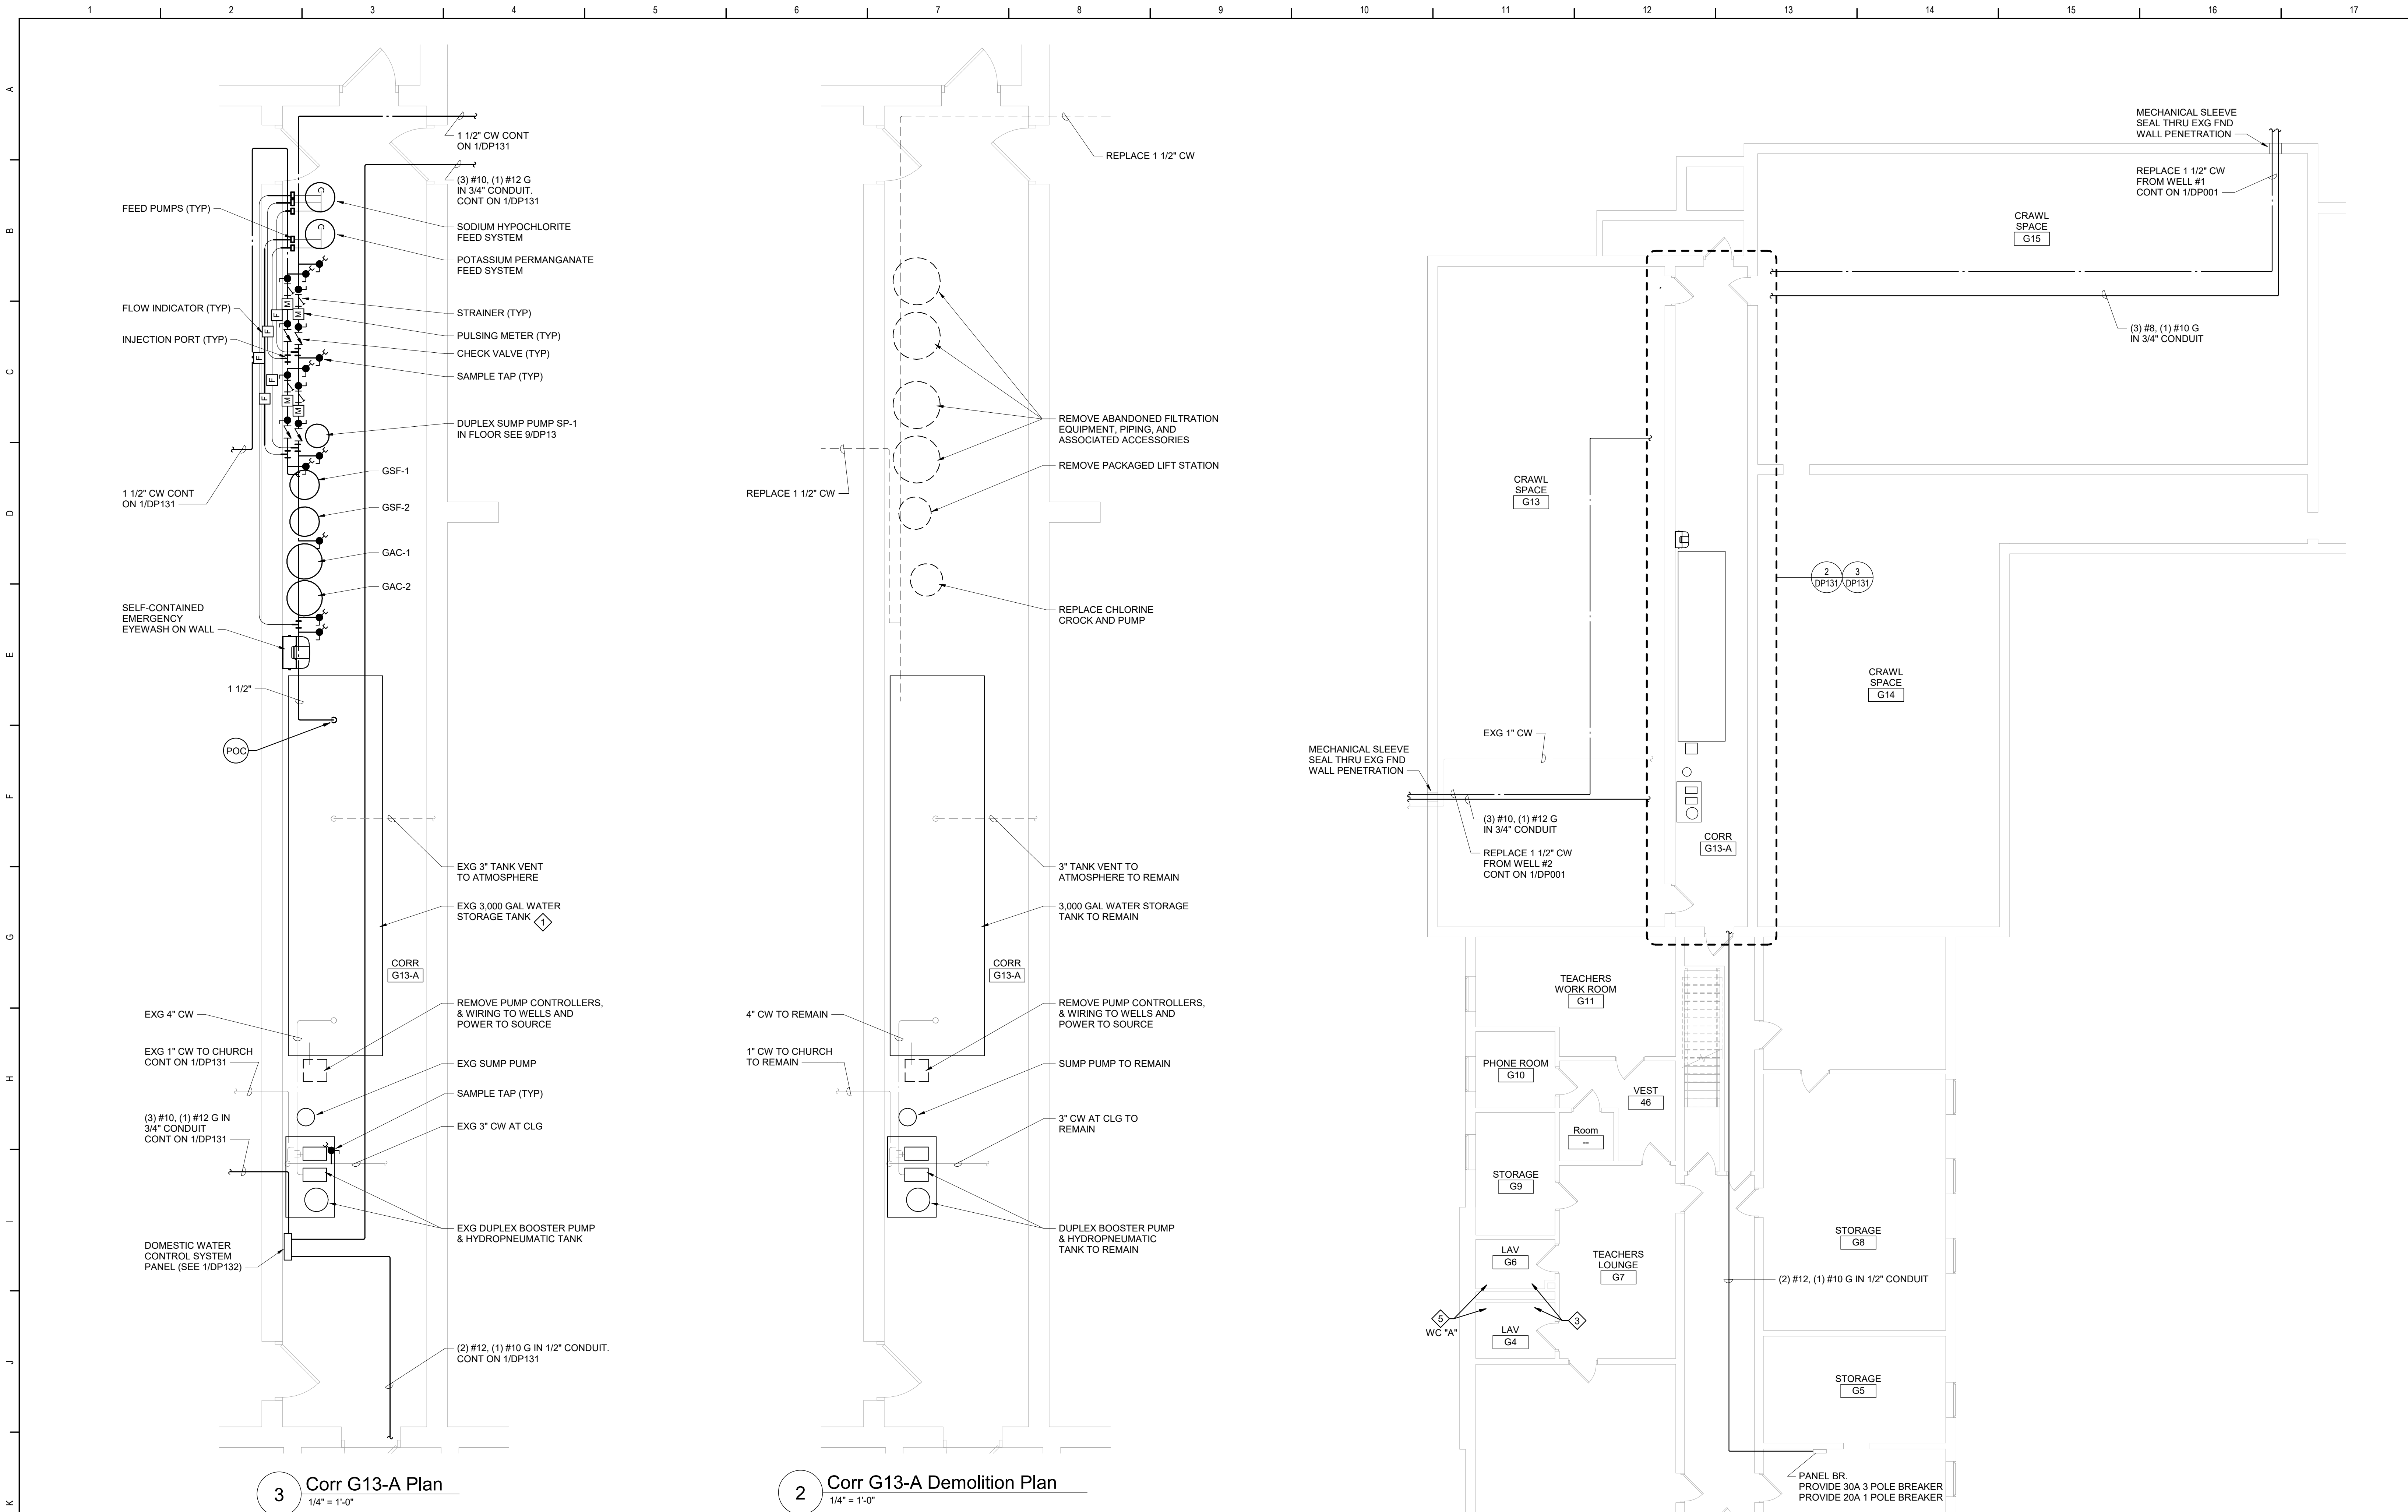 1 2 3 4 5 6 7 8 9 10 11 12 13 14 15 16 17
A
B
C
D
E
F
G
H
I
J
K
1 1/2" CW CONT
ON 1/DP131
(3) #10, (1) #12 G
IN 3/4" CONDUIT.
CONT ON 1/DP131
FEED PUMPS (TYP)
SODIUM HYPOCHLORITE
FEED SYSTEM
POTASSIUM PERMANGANATE
FEED SYSTEM
FLOW INDICATOR (TYP)
STRAINER (TYP)
INJECTION PORT (TYP)
PULSING METER (TYP)
CHECK VALVE (TYP)
SAMPLE TAP (TYP)
M
M
F
F
F
F
F
M
M
DUPLEX SUMP PUMP SP-1
IN FLOOR SEE 9/DP13
GSF-1
1 1/2" CW CONT
ON 1/DP131
GSF-2
GAC-1
GAC-2
SELF-CONTAINED
EMERGENCY
EYEWASH ON WALL
1 1/2"
POC
EXG 3" TANK VENT
TO ATMOSPHERE
EXG 3,000 GAL WATER
STORAGE TANK
1
CORR
G13-A
EXG 4" CW
REMOVE PUMP CONTROLLERS,
& WIRING TO WELLS AND
POWER TO SOURCE
EXG 1" CW TO CHURCH
CONT ON 1/DP131
EXG SUMP PUMP
SAMPLE TAP (TYP)
(3) #10, (1) #12 G IN
3/4" CONDUIT
CONT ON 1/DP131
EXG 3" CW AT CLG
EXG DUPLEX BOOSTER PUMP
& HYDROPNEUMATIC TANK
DOMESTIC WATER
CONTROL SYSTEM
PANEL (SEE 1/DP132)
(2) #12, (1) #10 G IN 1/2" CONDUIT.
CONT ON 1/DP131
3
Corr G13-A Plan
1/4" = 1'-0"
REPLACE 1 1/2" CW
REMOVE ABANDONED FILTRATION
EQUIPMENT, PIPING, AND
ASSOCIATED ACCESSORIES
REMOVE PACKAGED LIFT STATION
REPLACE 1 1/2" CW
REPLACE CHLORINE
CROCK AND PUMP
3" TANK VENT TO
ATMOSPHERE TO REMAIN
3,000 GAL WATER STORAGE
TANK TO REMAIN
CORR
G13-A
4" CW TO REMAIN
REMOVE PUMP CONTROLLERS,
& WIRING TO WELLS AND
POWER TO SOURCE
1" CW TO CHURCH
TO REMAIN
SUMP PUMP TO REMAIN
3" CW AT CLG TO
REMAIN
DUPLEX BOOSTER PUMP
& HYDROPNEUMATIC
TANK TO REMAIN
2
Corr G13-A Demolition Plan
1/4" = 1'-0"
MECHANICAL SLEEVE
SEAL THRU EXG FND
WALL PENETRATION
REPLACE 1 1/2" CW
FROM WELL #1
CONT ON 1/DP001
CRAWL
SPACE
G15
(3) #8, (1) #10 G
IN 3/4" CONDUIT
CRAWL
SPACE
G13
2
DP131
3
DP131
CRAWL
SPACE
G14
EXG 1" CW
MECHANICAL SLEEVE
SEAL THRU EXG FND
WALL PENETRATION
(3) #10, (1) #12 G
IN 3/4" CONDUIT
REPLACE 1 1/2" CW
FROM WELL #2
CONT ON 1/DP001
CORR
G13-A
TEACHERS
WORK ROOM
G11
PHONE ROOM
G10
VEST
46
Room
--
STORAGE
G9
STORAGE
G8
LAV
G6
TEACHERS
LOUNGE
G7
(2) #12, (1) #10 G IN 1/2" CONDUIT
5
WC "A"
3
LAV
G4
STORAGE
G5
PANEL BR.
PROVIDE 30A 3 POLE BREAKER
PROVIDE 20A 1 POLE BREAKER